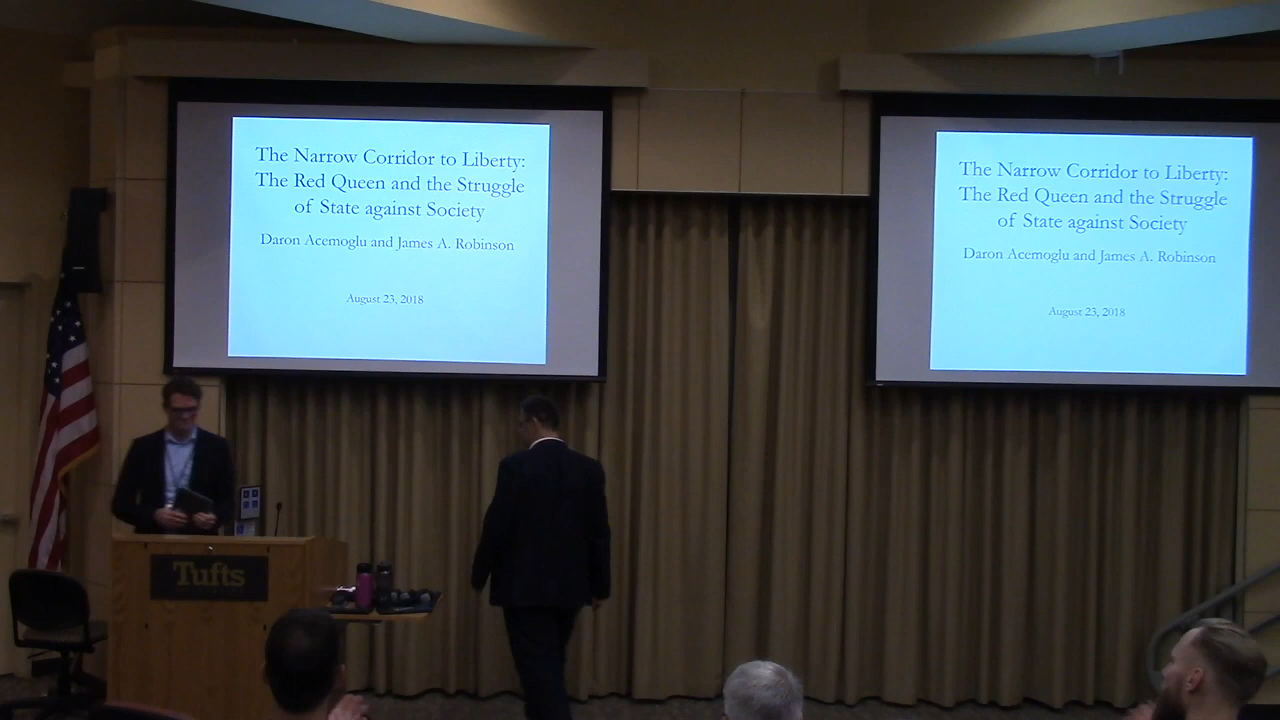 The Narrow Corridor to Liberty:
The Red Queen and the Struggle
of State against Society
Daron Acemoglu and James A. Robinson
August 23, 2018
The Narrow Corridor to Liberty:
The Red Queen and the Struggle
of State against Society
Daron Acemoglu and James A. Robinson
August 23, 2018
Tufts